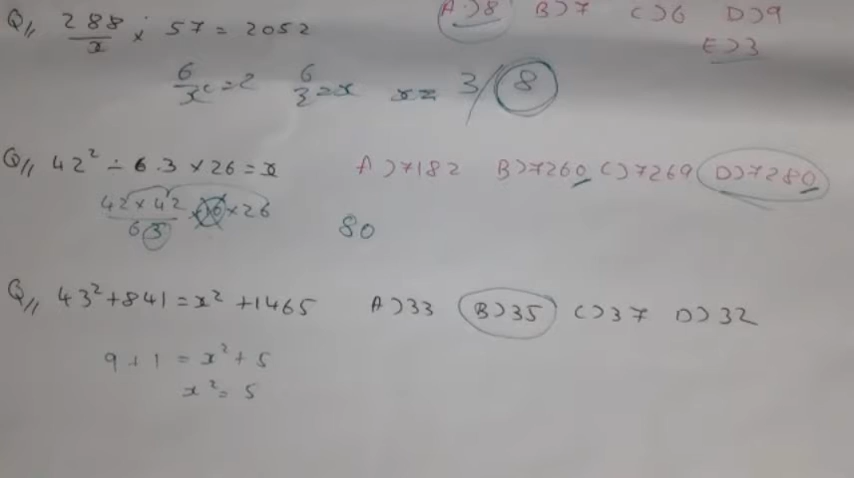 A)8 B)7 C)6 D)9
Q// 288/x × 57 = 2052
E)3
6/x = 2 6/2 = x x = 3/8
Q// 42² ÷ 6.3 × 26 = x A)7182 B)7260 C)7269 D)7280
42×42/63 ×26
80
Q// 43² + 841 = x² + 1465 A)33 B)35 C)37 D)32
9 + 1 = x² + 5
x² = 5